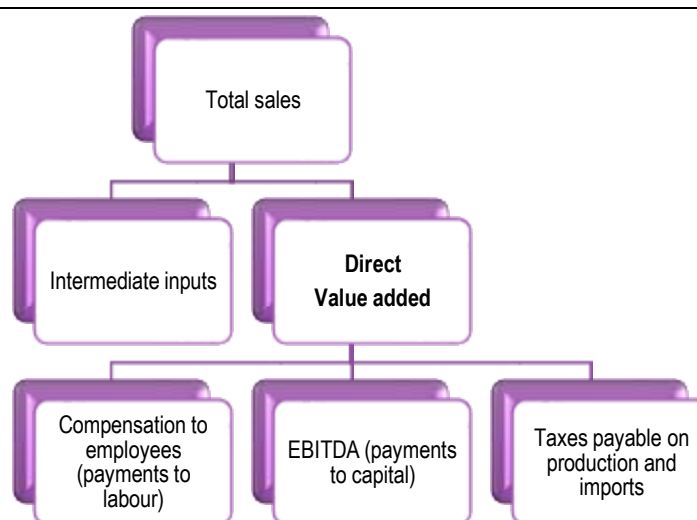 Total sales
Intermediate inputs
Direct
Value added
Compensation to
employees
(payments to
labour)
EBITDA (payments
to capital)
Taxes payable on
production and
imports